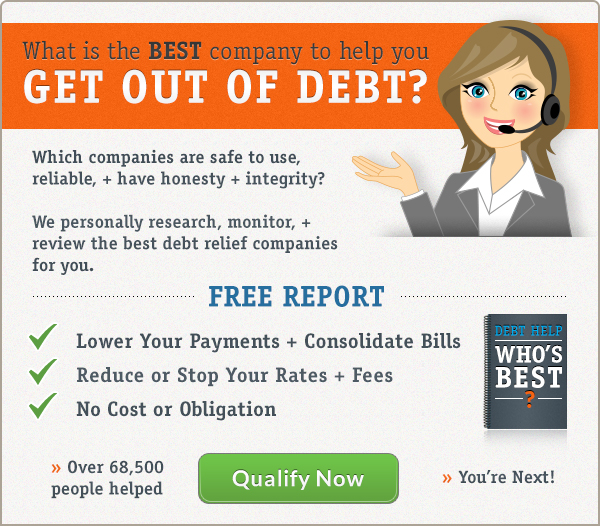 What is the BEST company to help you
GET OUT OF DEBT?
Which companies are safe to use,
reliable, + have honesty + integrity?
We personally research, monitor, +
review the best debt relief companies
for you.
FREE REPORT
Lower Your Payments + Consolidate Bills
Reduce or Stop Your Rates + Fees
No Cost or Obligation
DEBT HELP
WHO'S
BEST
?
» Over 68,500
people helped
Qualify Now
» You're Next!